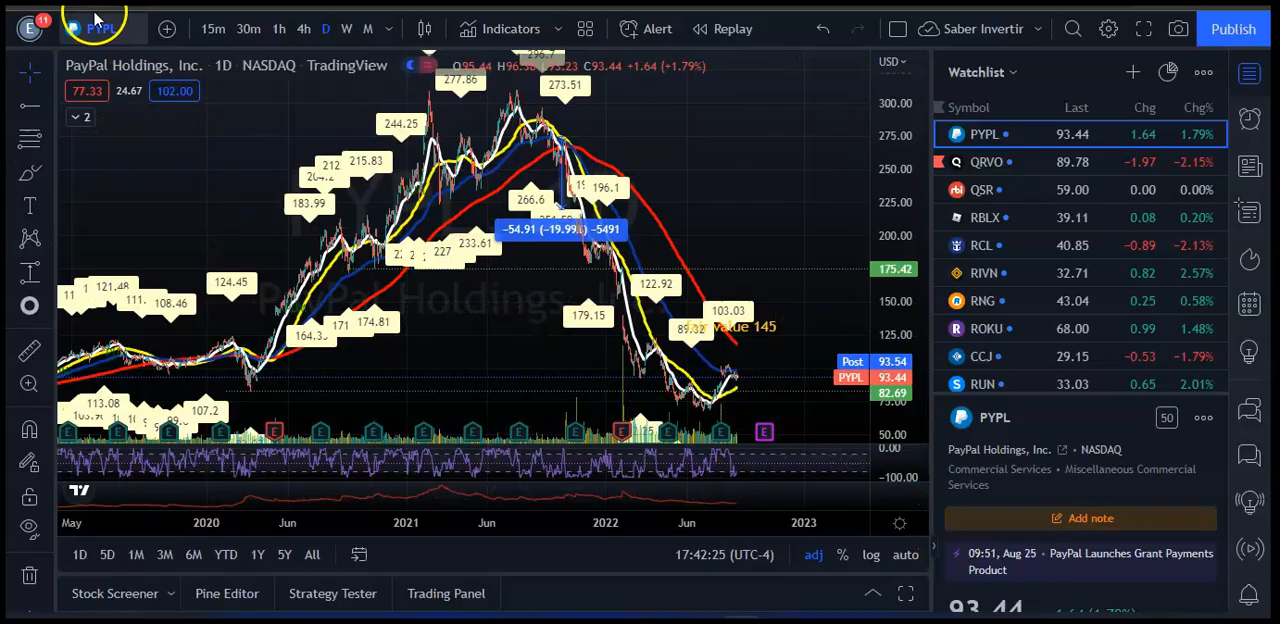 E 11 PYPL 15m 30m 1h 4h D W M Indicators Alert Replay Saber Invertir Publish
PayPal Holdings, Inc. · 1D · NASDAQ · TradingView
77.33 24.67 102.00
2
USD
277.86
296.7
273.51
244.25
212
215.83
183.99
266.6
196.1
−54.91 (−19.99%) −5491
227
233.61
124.45
121.48
108.46
122.92
179.15
103.03
fair value 145
171
174.81
113.08
107.2
300.00
275.00
250.00
225.00
200.00
175.42
150.00
125.00
Post 93.54
PYPL 93.44
82.69
50.00
0.00
−100.00
E E E E E E E E E E E E E E E
May 2020 Jun 2021 Jun 2022 Jun 2023
1D 5D 1M 3M 6M YTD 1Y 5Y All 17:42:25 (UTC-4) adj % log auto
Stock Screener Pine Editor Strategy Tester Trading Panel
Watchlist
Symbol Last Chg Chg%
PYPL 93.44 1.64 1.79%
QRVO 89.78 −1.97 −2.15%
QSR 59.00 0.00 0.00%
RBLX 39.11 0.08 0.20%
RCL 40.85 −0.89 −2.13%
RIVN 32.71 0.82 2.57%
RNG 43.04 0.25 0.58%
ROKU 68.00 0.99 1.48%
CCJ 29.15 −0.53 −1.79%
RUN 33.03 0.65 2.01%
PYPL 50
PayPal Holdings, Inc. · NASDAQ
Commercial Services · Miscellaneous Commercial
Services
Add note
09:51, Aug 25 · PayPal Launches Grant Payments
Product
93.44